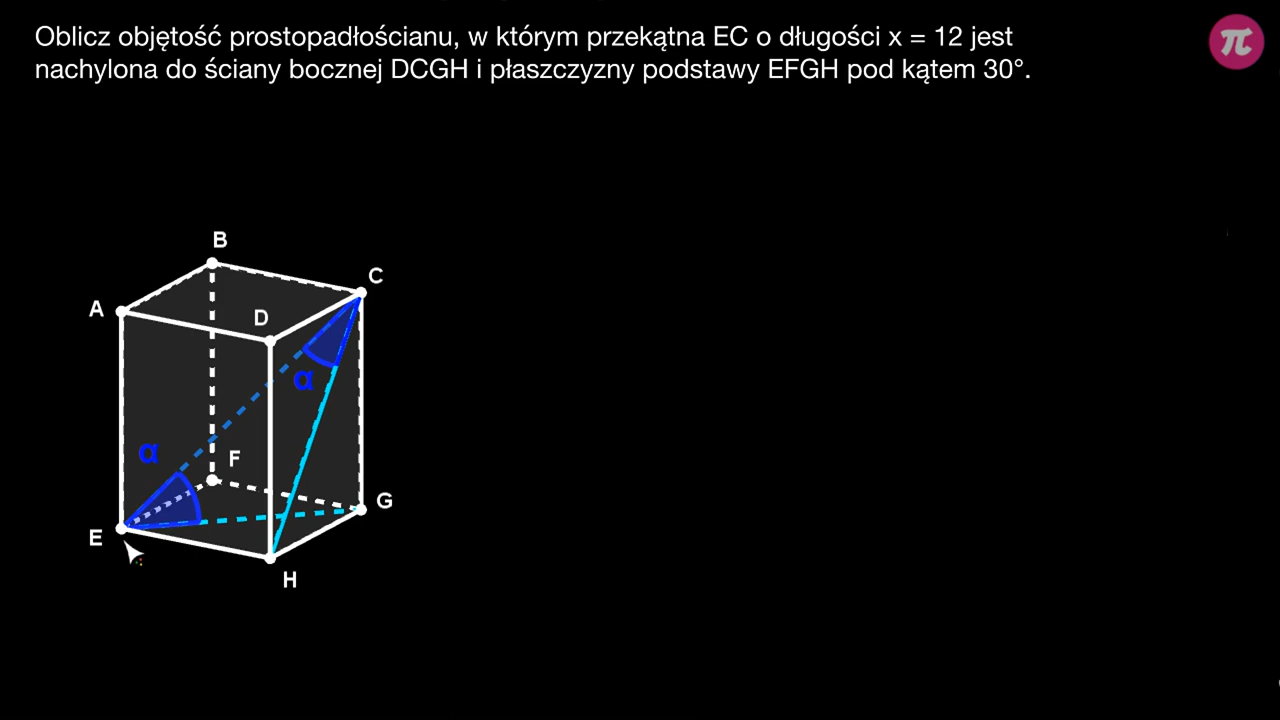 Oblicz objętość prostopadłościanu, w którym przekątna EC o długości x = 12 jest
nachylona do ściany bocznej DCGH i płaszczyzny podstawy EFGH pod kątem 30°.
π
B
C
A
D
α
α
F
G
E
H